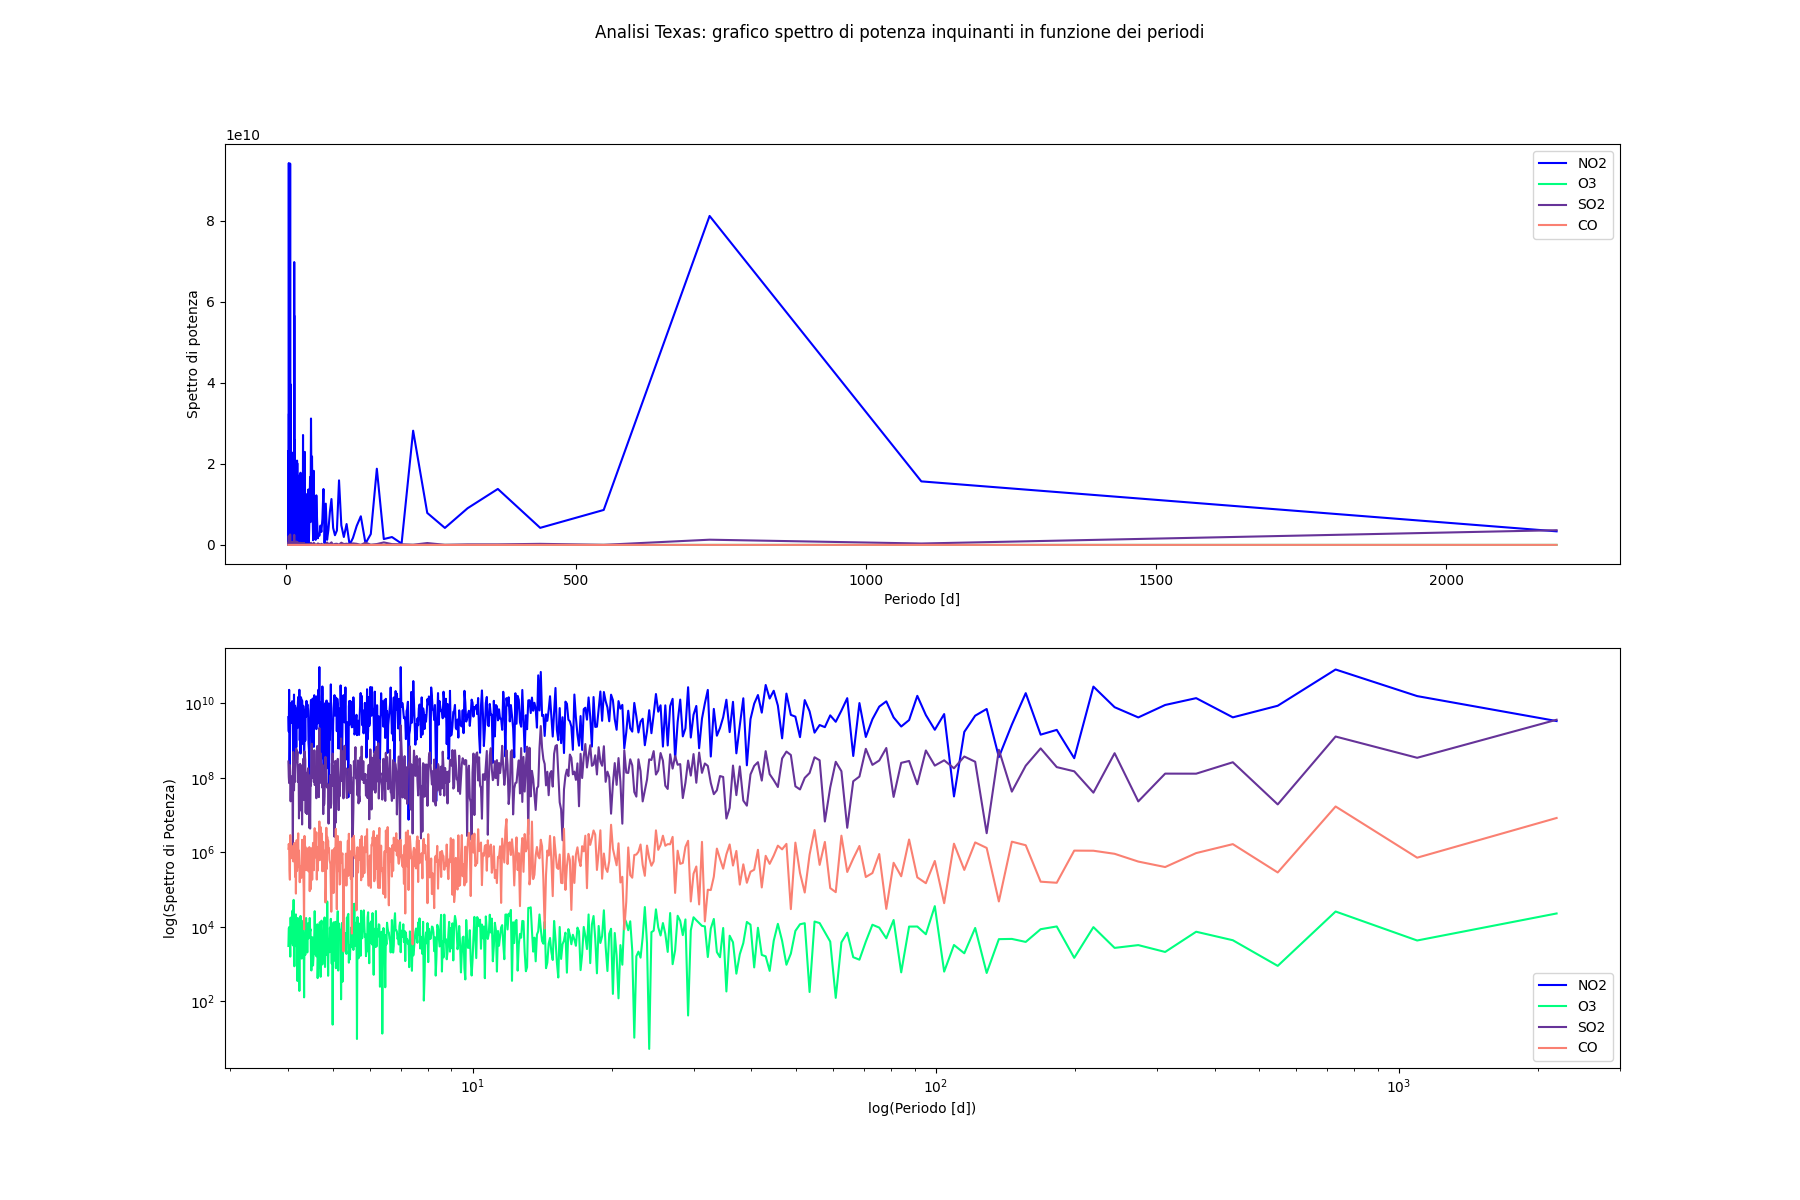 Analisi Texas: grafico spettro di potenza inquinanti in funzione dei periodi
1e10
8
6
4
2
0
Spettro di potenza
0 500 1000 1500 2000
Periodo [d]
NO2
O3
SO2
CO
10^10
10^8
10^6
10^4
10^2
log(Spettro di Potenza)
10^1 10^2 10^3
log(Periodo [d])
NO2
O3
SO2
CO